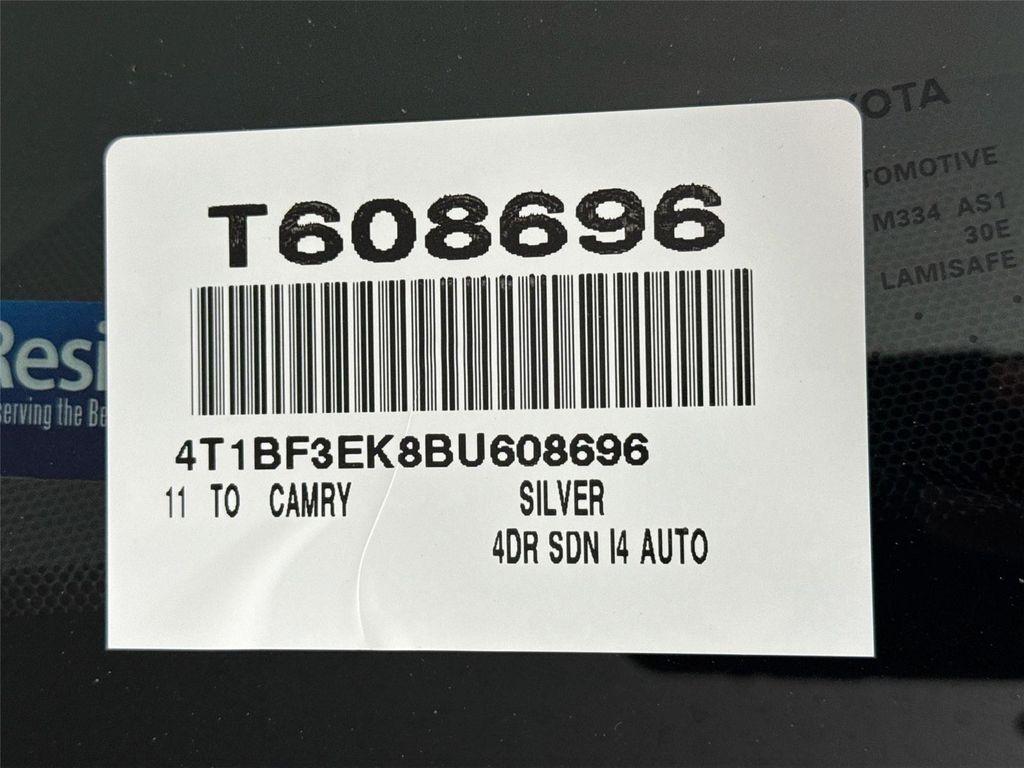 YOTA
TOMOTIVE
M334 AS1
30E
LAMISAFE
T608696
4T1BF3EK8BU608696
11 TO CAMRY SILVER
4DR SDN I4 AUTO
Resi
serving the Be